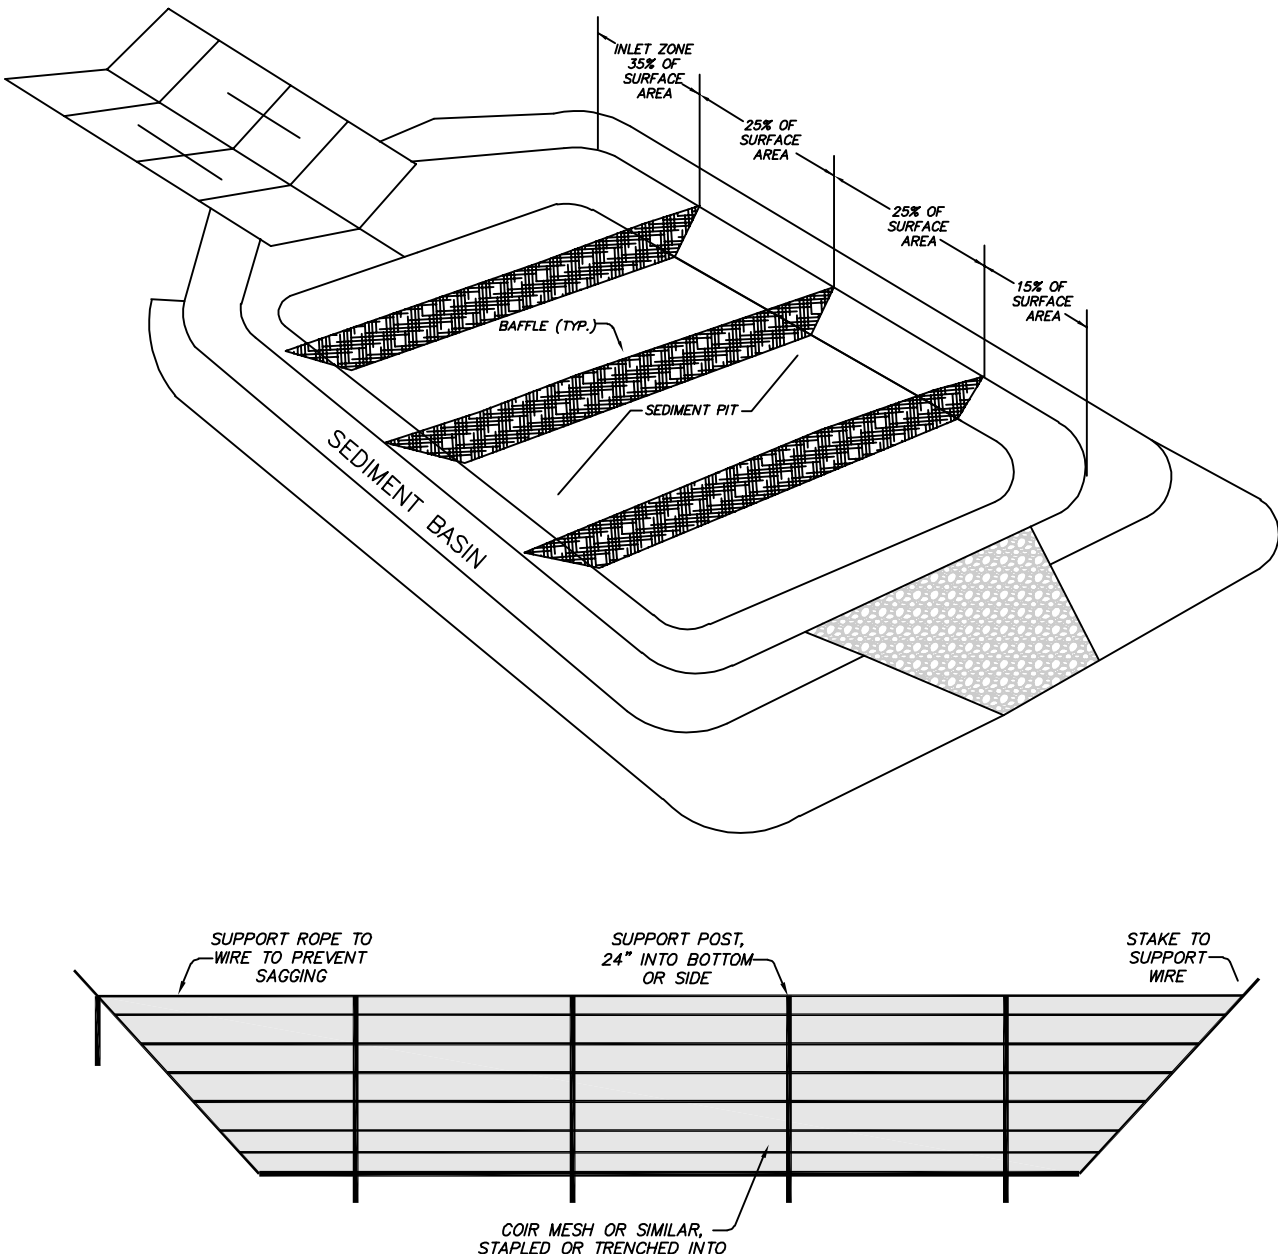 INLET ZONE
35% OF
SURFACE
AREA
25% OF
SURFACE
AREA
25% OF
SURFACE
AREA
15% OF
SURFACE
AREA
BAFFLE (TYP.)
SEDIMENT PIT
SEDIMENT BASIN
SUPPORT ROPE TO
WIRE TO PREVENT
SAGGING
SUPPORT POST,
24" INTO BOTTOM
OR SIDE
STAKE TO
SUPPORT
WIRE
COIR MESH OR SIMILAR,
STAPLED OR TRENCHED INTO